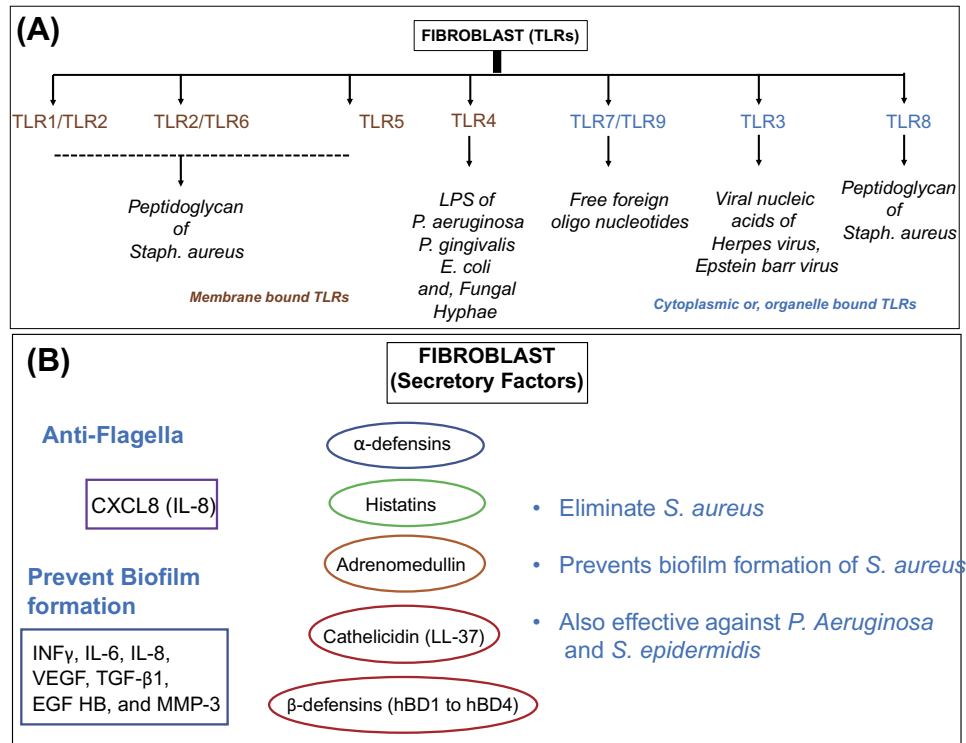 (A)
FIBROBLAST (TLRs)
TLR1/TLR2
TLR2/TLR6
TLR5
TLR4
TLR7/TLR9
TLR3
TLR8
Peptidoglycan
of
Staph. aureus
LPS of
P. aeruginosa
P. gingivalis
E. coli
and, Fungal
Hyphae
Free foreign
oligo nucleotides
Viral nucleic
acids of
Herpes virus,
Epstein barr virus
Peptidoglycan
of
Staph. aureus
Membrane bound TLRs
Cytoplasmic or, organelle bound TLRs
(B)
FIBROBLAST
(Secretory Factors)
Anti-Flagella
CXCL8 (IL-8)
Prevent Biofilm
formation
INFγ, IL-6, IL-8,
VEGF, TGF-β1,
EGF HB, and MMP-3
α-defensins
Histatins
Adrenomedullin
Cathelicidin (LL-37)
β-defensins (hBD1 to hBD4)
• Eliminate S. aureus
• Prevents biofilm formation of S. aureus
• Also effective against P. Aeruginosa
and S. epidermidis